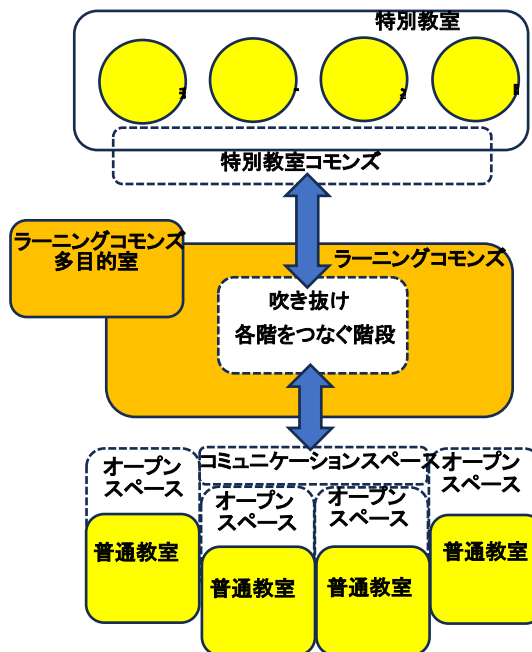 特別教室
特別教室コモンズ
ラーニングコモンズ
多目的室
ラーニングコモンズ
吹き抜け
各階をつなぐ階段
コミュニケーションスペース
オープン
スペース
オープン
スペース
オープン
スペース
オープン
スペース
普通教室
普通教室
普通教室
普通教室